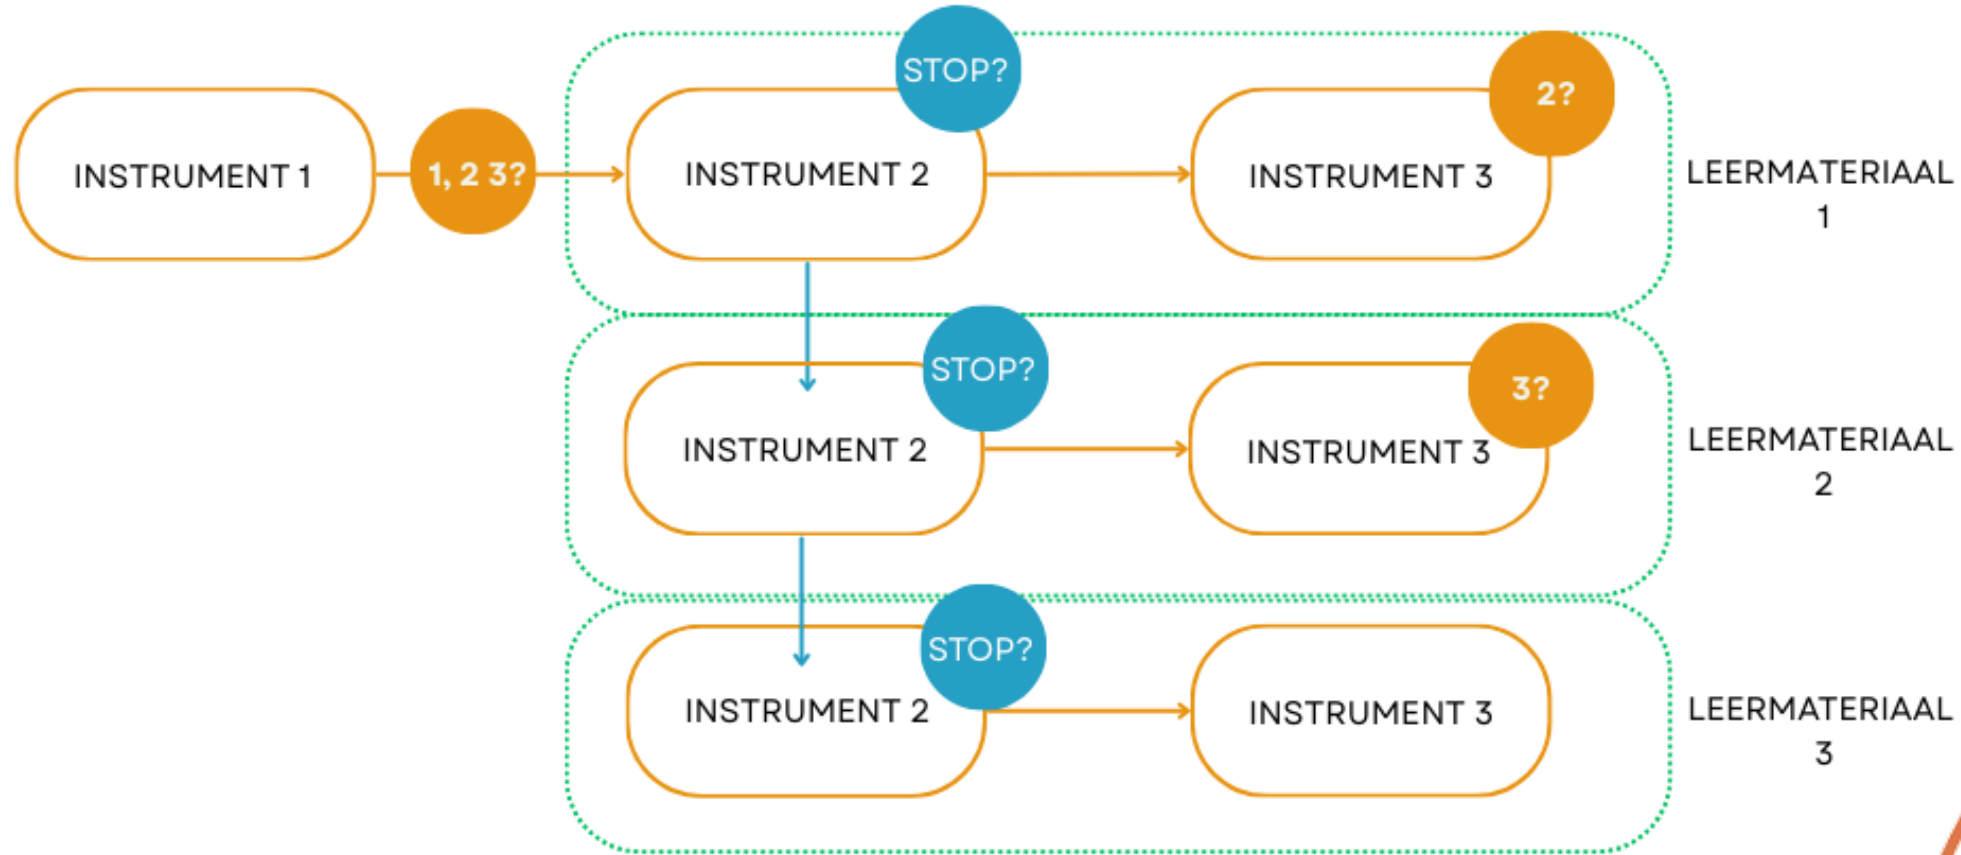 INSTRUMENT 1
1, 2 3?
STOP?
INSTRUMENT 2
2?
INSTRUMENT 3
LEERMATERIAAL
1
STOP?
INSTRUMENT 2
3?
INSTRUMENT 3
LEERMATERIAAL
2
STOP?
INSTRUMENT 2
INSTRUMENT 3
LEERMATERIAAL
3